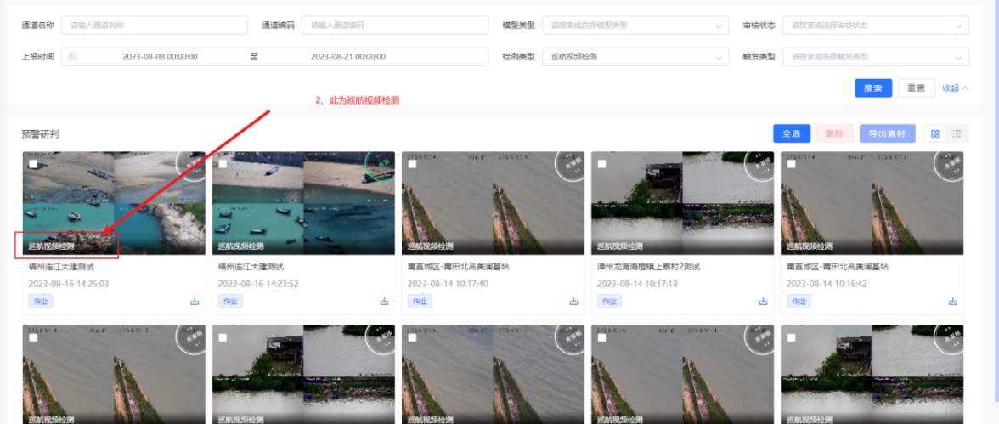 通道名称 请输入通道名称 通道编码 请输入通道编码 模型类型 请搜索或选择模型类型 审核状态 请搜索或选择审核状态
上报时间 2023-08-08 00:00:00 至 2023-08-21 00:00:00 检测类型 巡航视频检测 触发类型 请搜索或选择触发类型
搜索 重置 收起
2、此为巡航视频检测
预警研判 全选 删除 导出素材
未审核 有效 未审核 未审核 未审核
巡航视频检测 巡航视频检测 巡航视频检测 巡航视频检测 巡航视频检测
福州连江大建测试 福州连江大建测试 莆荔城区-莆田北高美澜基站 漳州龙海海橙镇上寮村2测试 莆荔城区-莆田北高美澜基站
2023-08-16 14:25:03 2023-08-16 14:23:52 2023-08-14 10:17:40 2023-08-14 10:17:18 2023-08-14 10:16:42
作业 作业 作业 作业 作业
未审核 未审核 未审核 未审核 未审核
巡航视频检测 巡航视频检测 巡航视频检测 巡航视频检测 巡航视频检测